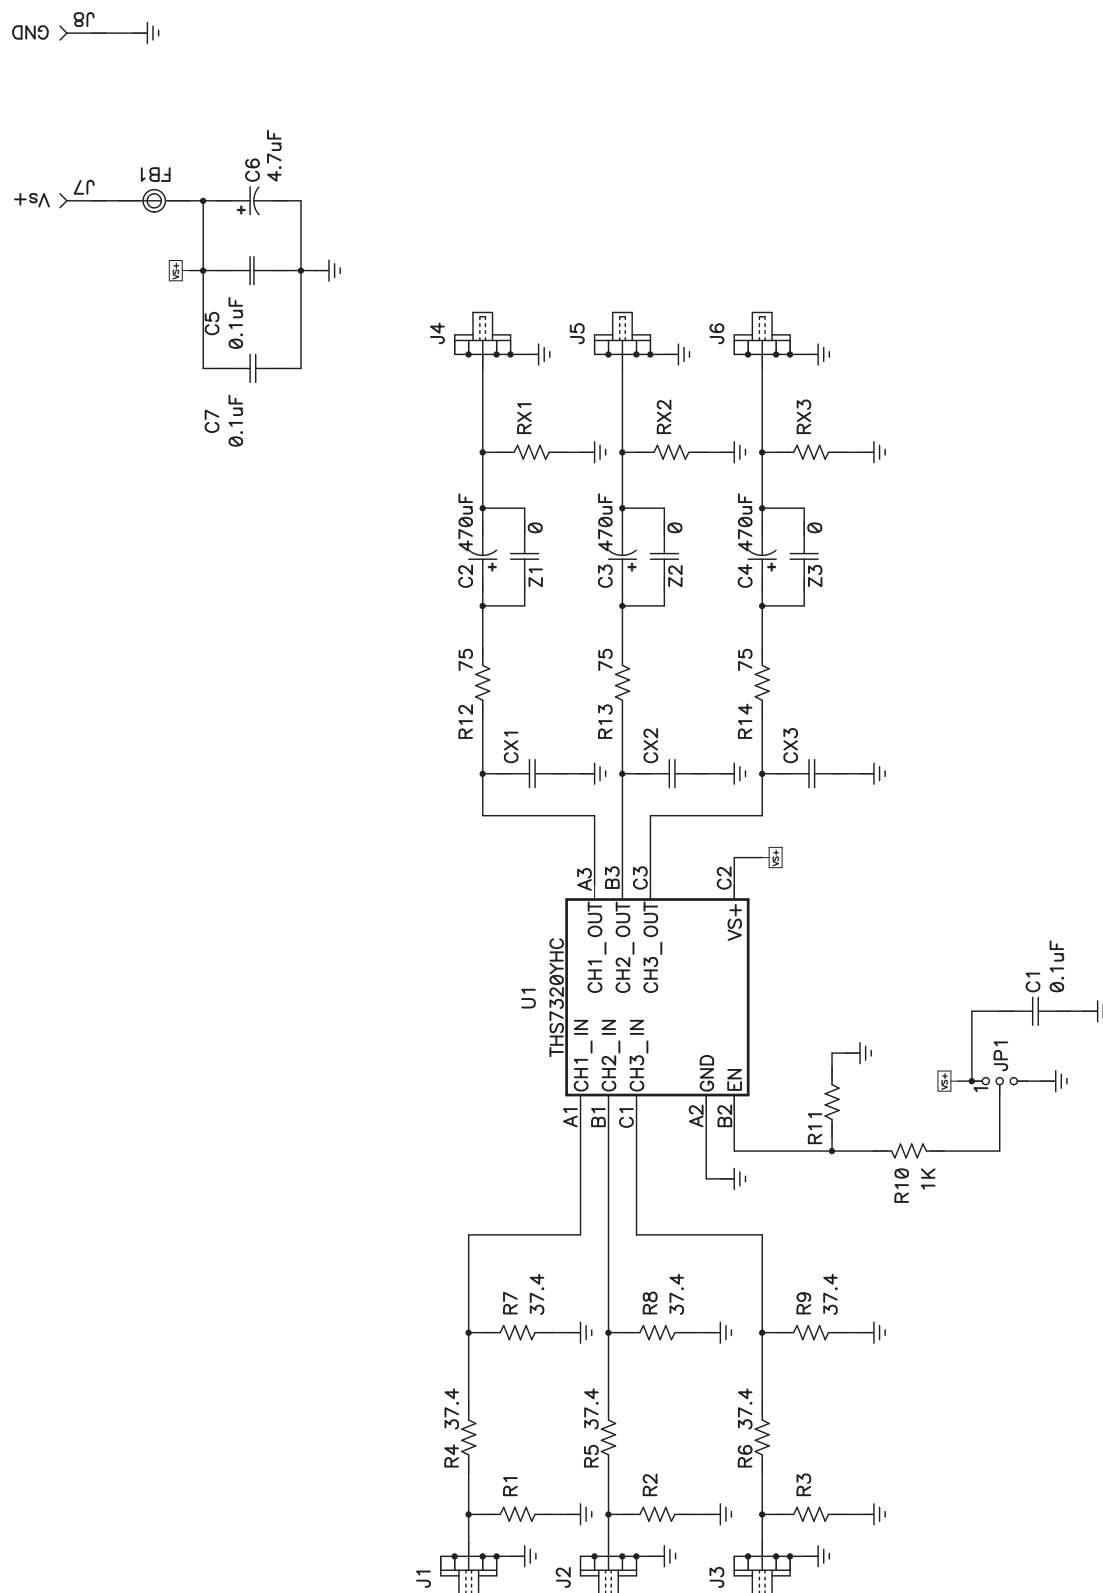 GND
J8
Vs+
J7
FB1
C6
4.7uF
VS+
C5
0.1uF
C7
0.1uF
J4
J5
J6
RX1
RX2
RX3
C2
470uF
Z1
0
C3
470uF
Z2
0
C4
470uF
Z3
0
R12
75
R13
75
R14
75
CX1
CX2
CX3
U1
THS7320YHC
A3
B3
C3
C2
VS+
CH1_OUT
CH2_OUT
CH3_OUT
VS+
CH1_IN
CH2_IN
CH3_IN
GND
EN
A1
B1
C1
A2
B2
R11
R10
1K
VS+
1
JP1
C1
0.1uF
R7
37.4
R8
37.4
R9
37.4
R4
37.4
R5
37.4
R6
37.4
R1
R2
R3
J1
J2
J3
+
+
+
+